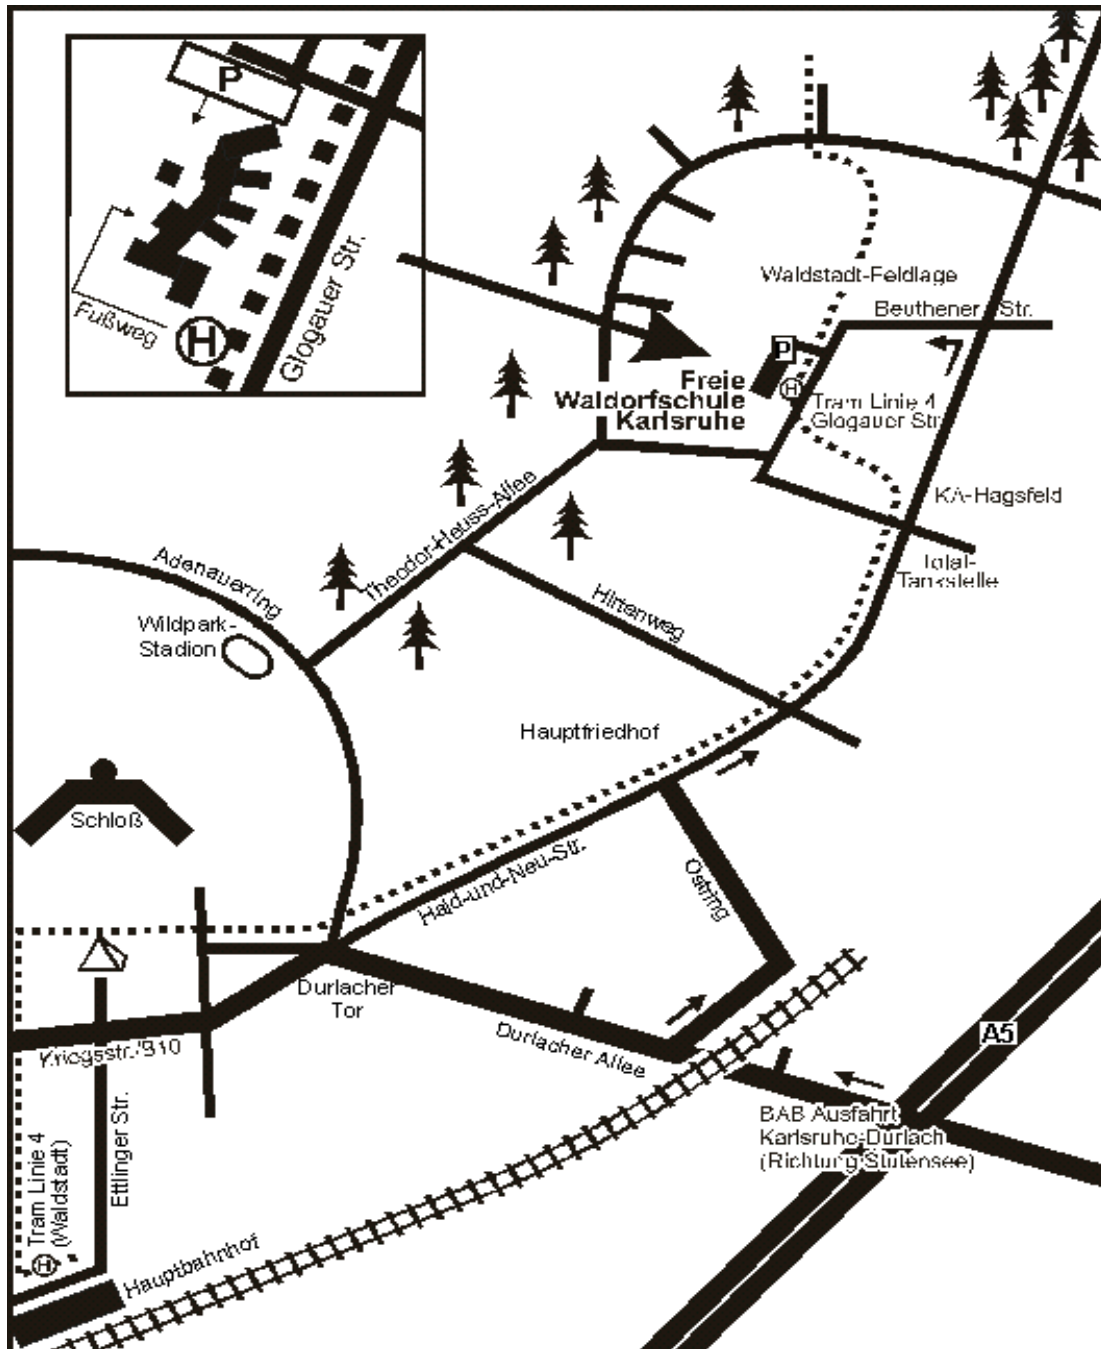 P
Glogauer Str.
Fußweg
H
Waldstadt-Feldlage
Beuthener Str.
P
H
Freie
Waldorfschule
Karlsruhe
Tram Linie 4
Glogauer Str.
KA-Hagsfeld
Total-
Tankstelle
Theodor-Heuss-Allee
Adenauerring
Hirtenweg
Wildpark-
Stadion
Hauptfriedhof
Schloß
Haid-und-Neu-Str.
Ostring
Durlacher
Tor
Durlacher Allee
Kriegsstr./B10
A5
BAB Ausfahrt
Karlsruhe-Durlach
(Richtung Stutensee)
Ettlinger Str.
H Tram Linie 4
(Waldstadt)
Hauptbahnhof